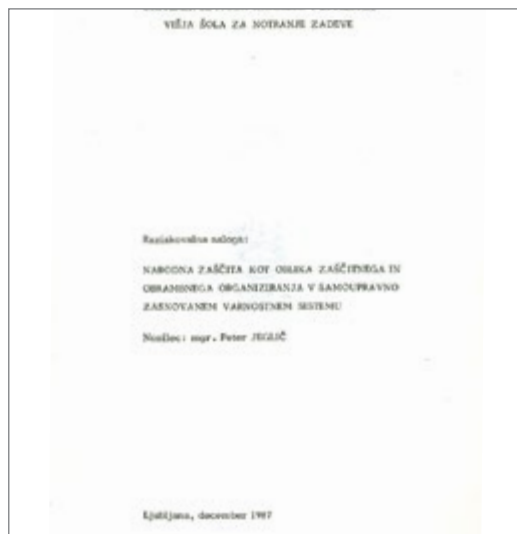 VIŠJA ŠOLA ZA NOTRANJE ZADEVE
Raziskovalna naloga:
NARODNA ZAŠČITA KOT OBLIKA ZAŠČITNEGA IN
OBRAMBNEGA ORGANIZIRANJA V SAMOUPRAVNO
ZASNOVANEM VARNOSTNEM SISTEMU
Nosilec: mgr. Peter JEGLIČ
Ljubljana, december 1987